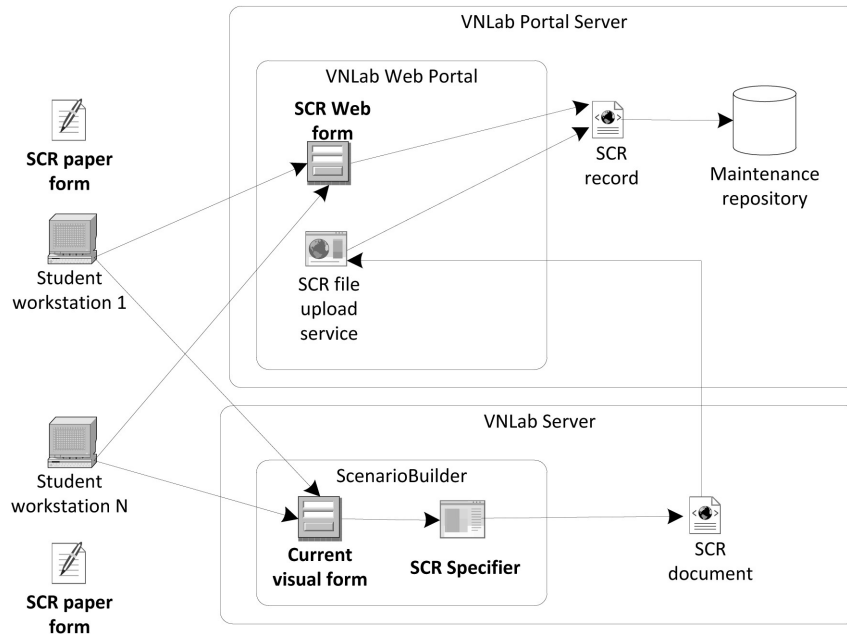 VNLab Portal Server
VNLab Web Portal
SCR Web
form
SCR paper
form
SCR
record
Maintenance
repository
Student
workstation 1
SCR file
upload
service
VNLab Server
Student
workstation N
ScenarioBuilder
Current
visual form
SCR Specifier
SCR
document
SCR paper
form